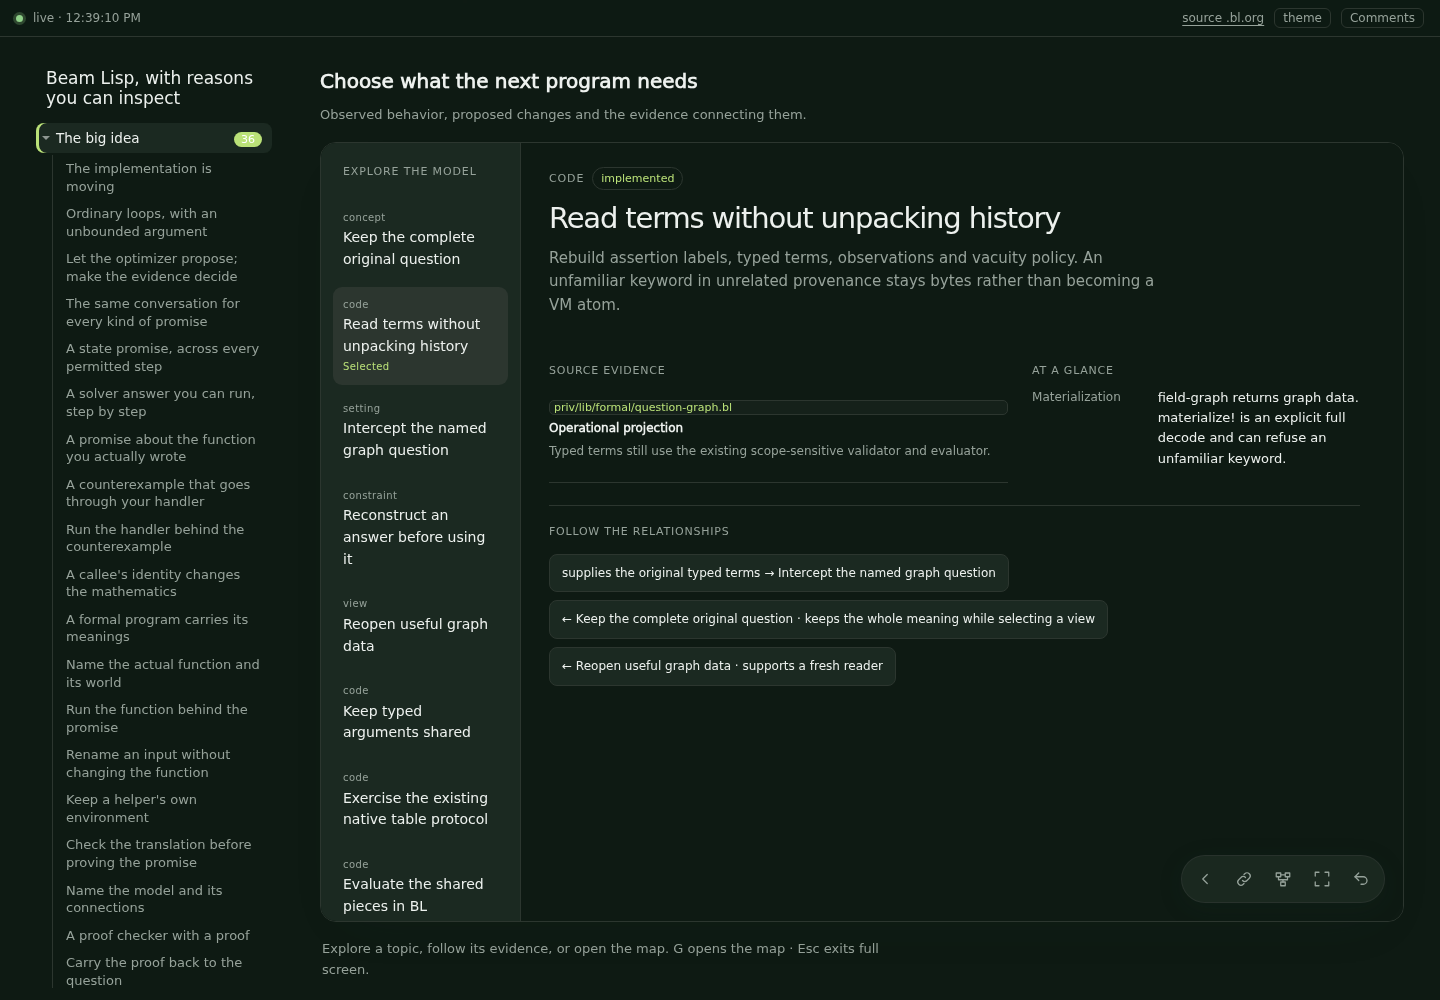 live · 12:39:10 PM
source .bl.org
theme
Comments
Beam Lisp, with reasons
you can inspect
The big idea
36
The implementation is
moving
Ordinary loops, with an
unbounded argument
Let the optimizer propose;
make the evidence decide
The same conversation for
every kind of promise
A state promise, across every
permitted step
A solver answer you can run,
step by step
A promise about the function
you actually wrote
A counterexample that goes
through your handler
Run the handler behind the
counterexample
A callee's identity changes
the mathematics
A formal program carries its
meanings
Name the actual function and
its world
Run the function behind the
promise
Rename an input without
changing the function
Keep a helper's own
environment
Check the translation before
proving the promise
Name the model and its
connections
A proof checker with a proof
Carry the proof back to the
question
Choose what the next program needs
Observed behavior, proposed changes and the evidence connecting them.
EXPLORE THE MODEL
concept
Keep the complete
original question
code
Read terms without
unpacking history
Selected
setting
Intercept the named
graph question
constraint
Reconstruct an
answer before using
it
view
Reopen useful graph
data
code
Keep typed
arguments shared
code
Exercise the existing
native table protocol
code
Evaluate the shared
pieces in BL
CODE
implemented
Read terms without unpacking history
Rebuild assertion labels, typed terms, observations and vacuity policy. An
unfamiliar keyword in unrelated provenance stays bytes rather than becoming a
VM atom.
SOURCE EVIDENCE
priv/lib/formal/question-graph.bl
Operational projection
Typed terms still use the existing scope-sensitive validator and evaluator.
AT A GLANCE
Materialization
field-graph returns graph data.
materialize! is an explicit full
decode and can refuse an
unfamiliar keyword.
FOLLOW THE RELATIONSHIPS
supplies the original typed terms → Intercept the named graph question
← Keep the complete original question · keeps the whole meaning while selecting a view
← Reopen useful graph data · supports a fresh reader
Explore a topic, follow its evidence, or open the map. G opens the map · Esc exits full
screen.